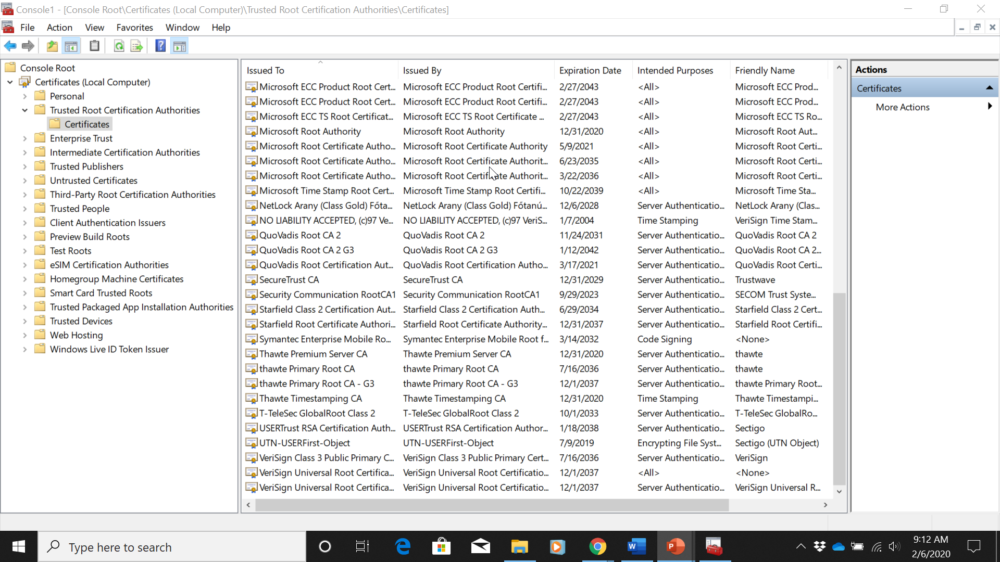 Console1 - [Console Root\Certificates (Local Computer)\Trusted Root Certification Authorities\Certificates]
File Action View Favorites Window Help
Console Root
Certificates (Local Computer)
Personal
Trusted Root Certification Authorities
Certificates
Enterprise Trust
Intermediate Certification Authorities
Trusted Publishers
Untrusted Certificates
Third-Party Root Certification Authorities
Trusted People
Client Authentication Issuers
Preview Build Roots
Test Roots
eSIM Certification Authorities
Homegroup Machine Certificates
Smart Card Trusted Roots
Trusted Packaged App Installation Authorities
Trusted Devices
Web Hosting
Windows Live ID Token Issuer
Issued To Issued By Expiration Date Intended Purposes Friendly Name
Microsoft ECC Product Root Cert... Microsoft ECC Product Root Certifi... 2/27/2043 <All> Microsoft ECC Prod...
Microsoft ECC Product Root Cert... Microsoft ECC Product Root Certifi... 2/27/2043 <All> Microsoft ECC Prod...
Microsoft ECC TS Root Certificat... Microsoft ECC TS Root Certificate ... 2/27/2043 <All> Microsoft ECC TS Ro...
Microsoft Root Authority Microsoft Root Authority 12/31/2020 <All> Microsoft Root Aut...
Microsoft Root Certificate Autho... Microsoft Root Certificate Authority 5/9/2021 <All> Microsoft Root Certi...
Microsoft Root Certificate Autho... Microsoft Root Certificate Authorit... 6/23/2035 <All> Microsoft Root Certi...
Microsoft Root Certificate Autho... Microsoft Root Certificate Authorit... 3/22/2036 <All> Microsoft Root Certi...
Microsoft Time Stamp Root Cert... Microsoft Time Stamp Root Certifi... 10/22/2039 <All> Microsoft Time Sta...
NetLock Arany (Class Gold) Főta... NetLock Arany (Class Gold) Főtanú... 12/6/2028 Server Authenticatio... NetLock Arany (Clas...
NO LIABILITY ACCEPTED, (c)97 Ve... NO LIABILITY ACCEPTED, (c)97 VeriS... 1/7/2004 Time Stamping VeriSign Time Stam...
QuoVadis Root CA 2 QuoVadis Root CA 2 11/24/2031 Server Authenticatio... QuoVadis Root CA 2
QuoVadis Root CA 2 G3 QuoVadis Root CA 2 G3 1/12/2042 Server Authenticatio... QuoVadis Root CA 2...
QuoVadis Root Certification Aut... QuoVadis Root Certification Autho... 3/17/2021 Server Authenticatio... QuoVadis Root Certi...
SecureTrust CA SecureTrust CA 12/31/2029 Server Authenticatio... Trustwave
Security Communication RootCA1 Security Communication RootCA1 9/29/2023 Server Authenticatio... SECOM Trust Syste...
Starfield Class 2 Certification Aut... Starfield Class 2 Certification Auth... 6/29/2034 Server Authenticatio... Starfield Class 2 Cert...
Starfield Root Certificate Authori... Starfield Root Certificate Authority... 12/31/2037 Server Authenticatio... Starfield Root Certifi...
Symantec Enterprise Mobile Ro... Symantec Enterprise Mobile Root f... 3/14/2032 Code Signing <None>
Thawte Premium Server CA Thawte Premium Server CA 12/31/2020 Server Authenticatio... thawte
thawte Primary Root CA thawte Primary Root CA 7/16/2036 Server Authenticatio... thawte
thawte Primary Root CA - G3 thawte Primary Root CA - G3 12/1/2037 Server Authenticatio... thawte Primary Root...
Thawte Timestamping CA Thawte Timestamping CA 12/31/2020 Time Stamping Thawte Timestampi...
T-TeleSec GlobalRoot Class 2 T-TeleSec GlobalRoot Class 2 10/1/2033 Server Authenticatio... T-TeleSec GlobalRo...
USERTrust RSA Certification Auth... USERTrust RSA Certification Author... 1/18/2038 Server Authenticatio... Sectigo
UTN-USERFirst-Object UTN-USERFirst-Object 7/9/2019 Encrypting File Syst... Sectigo (UTN Object)
VeriSign Class 3 Public Primary C... VeriSign Class 3 Public Primary Cert... 7/16/2036 Server Authenticatio... VeriSign
VeriSign Universal Root Certifica... VeriSign Universal Root Certificatio... 12/1/2037 <All> <None>
VeriSign Universal Root Certifica... VeriSign Universal Root Certificatio... 12/1/2037 Server Authenticatio... VeriSign Universal R...
Actions
Certificates
More Actions
Type here to search
9:12 AM
2/6/2020